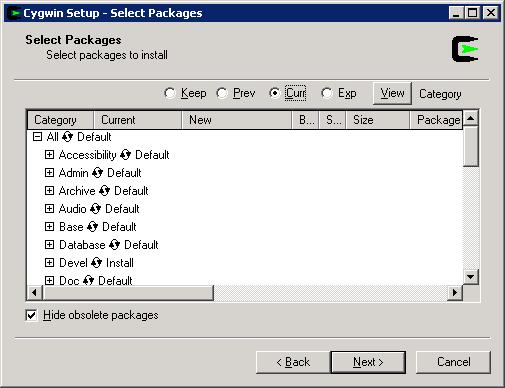 Cygwin Setup - Select Packages
Select Packages
Select packages to install
Keep Prev Curr Exp View Category
Category Current New B... S... Size Package
All Default
Accessibility Default
Admin Default
Archive Default
Audio Default
Base Default
Database Default
Devel Install
Doc Default
Hide obsolete packages
< Back Next > Cancel